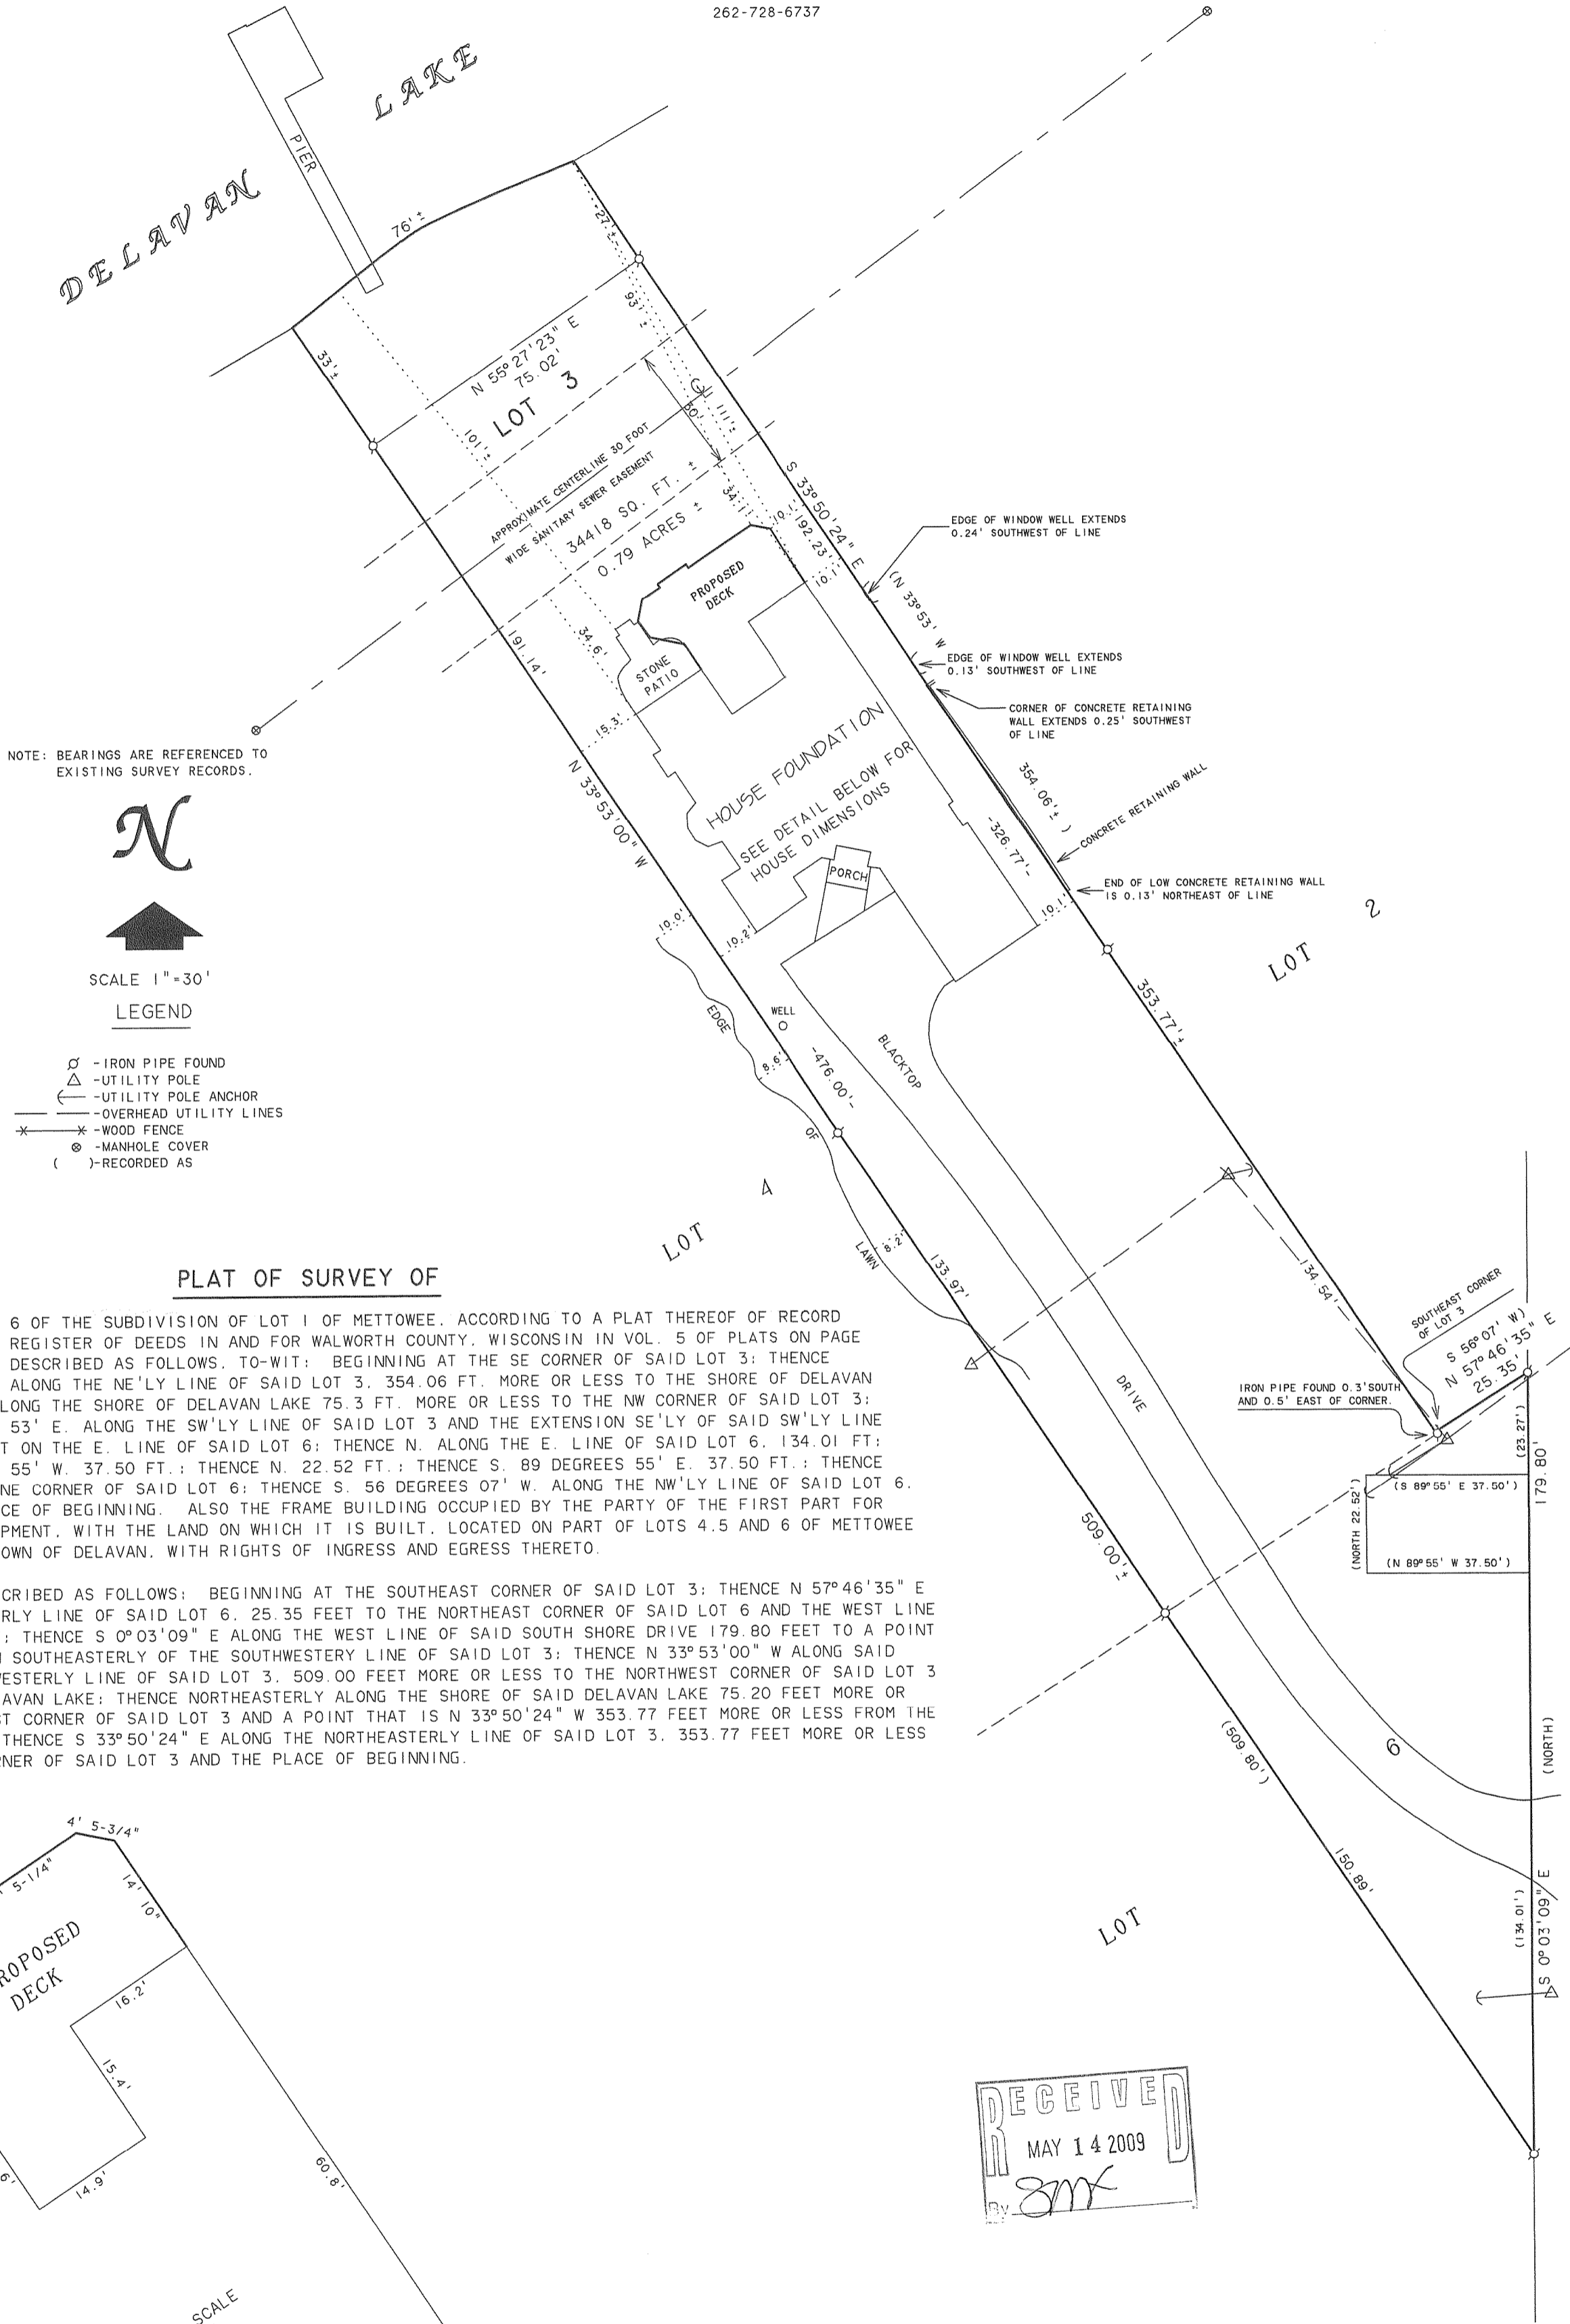 262-728-6737
DELAVAN LAKE
PIER
76'±
27'±
33'±
93'±
N 55°27'23" E
75.02'
LOT 3
101'±
111'±
APPROXIMATE CENTERLINE 30 FOOT
WIDE SANITARY SEWER EASEMENT
34418 SQ. FT. ±
0.79 ACRES ±
S 33°50'24" E
192.23'
10.1'
10.1'
EDGE OF WINDOW WELL EXTENDS
0.24' SOUTHWEST OF LINE
(N 33°53' W
354.06'± )
EDGE OF WINDOW WELL EXTENDS
0.13' SOUTHWEST OF LINE
CORNER OF CONCRETE RETAINING
WALL EXTENDS 0.25' SOUTHWEST
OF LINE
CONCRETE RETAINING WALL
END OF LOW CONCRETE RETAINING WALL
IS 0.13' NORTHEAST OF LINE
PROPOSED
DECK
STONE
PATIO
34.6'
191.14'
15.3'
N 33°53'00" W
HOUSE FOUNDATION
SEE DETAIL BELOW FOR
HOUSE DIMENSIONS
-326.77'-
PORCH
10.1'
10.0'
10.2'
LOT 2
353.77'±
NOTE: BEARINGS ARE REFERENCED TO
EXISTING SURVEY RECORDS.
N
SCALE 1"=30'
LEGEND
-IRON PIPE FOUND
-UTILITY POLE
-UTILITY POLE ANCHOR
-OVERHEAD UTILITY LINES
-WOOD FENCE
-MANHOLE COVER
( )-RECORDED AS
EDGE OF LAWN
WELL
8.6'
-476.00'-
BLACKTOP
DRIVE
LOT 4
8.2'
133.97'
134.54'
SOUTHEAST CORNER
OF LOT 3
S 56°07' W)
N 57°46'35" E
25.35'
IRON PIPE FOUND 0.3'SOUTH
AND 0.5' EAST OF CORNER.
(23.27')
179.80'
(S 89°55' E 37.50')
(NORTH 22.52')
(N 89°55' W 37.50')
509.00'±
(509.80')
6
(NORTH)
150.89'
(134.01')
S 0°03'09" E
LOT
PLAT OF SURVEY OF
6 OF THE SUBDIVISION OF LOT 1 OF METTOWEE, ACCORDING TO A PLAT THEREOF OF RECORD
REGISTER OF DEEDS IN AND FOR WALWORTH COUNTY, WISCONSIN IN VOL. 5 OF PLATS ON PAGE
DESCRIBED AS FOLLOWS, TO-WIT: BEGINNING AT THE SE CORNER OF SAID LOT 3; THENCE
ALONG THE NE'LY LINE OF SAID LOT 3, 354.06 FT. MORE OR LESS TO THE SHORE OF DELAVAN
LONG THE SHORE OF DELAVAN LAKE 75.3 FT. MORE OR LESS TO THE NW CORNER OF SAID LOT 3;
53' E. ALONG THE SW'LY LINE OF SAID LOT 3 AND THE EXTENSION SE'LY OF SAID SW'LY LINE
T ON THE E. LINE OF SAID LOT 6; THENCE N. ALONG THE E. LINE OF SAID LOT 6, 134.01 FT;
55' W. 37.50 FT.; THENCE N. 22.52 FT.; THENCE S. 89 DEGREES 55' E. 37.50 FT.; THENCE
NE CORNER OF SAID LOT 6; THENCE S. 56 DEGREES 07' W. ALONG THE NW'LY LINE OF SAID LOT 6,
CE OF BEGINNING. ALSO THE FRAME BUILDING OCCUPIED BY THE PARTY OF THE FIRST PART FOR
PMENT, WITH THE LAND ON WHICH IT IS BUILT, LOCATED ON PART OF LOTS 4,5 AND 6 OF METTOWEE
OWN OF DELAVAN, WITH RIGHTS OF INGRESS AND EGRESS THERETO.
CRIBED AS FOLLOWS: BEGINNING AT THE SOUTHEAST CORNER OF SAID LOT 3; THENCE N 57°46'35" E
RLY LINE OF SAID LOT 6, 25.35 FEET TO THE NORTHEAST CORNER OF SAID LOT 6 AND THE WEST LINE
; THENCE S 0°03'09" E ALONG THE WEST LINE OF SAID SOUTH SHORE DRIVE 179.80 FEET TO A POINT
SOUTHEASTERLY OF THE SOUTHWESTERY LINE OF SAID LOT 3; THENCE N 33°53'00" W ALONG SAID
WESTERLY LINE OF SAID LOT 3, 509.00 FEET MORE OR LESS TO THE NORTHWEST CORNER OF SAID LOT 3
AVAN LAKE; THENCE NORTHEASTERLY ALONG THE SHORE OF SAID DELAVAN LAKE 75.20 FEET MORE OR
ST CORNER OF SAID LOT 3 AND A POINT THAT IS N 33°50'24" W 353.77 FEET MORE OR LESS FROM THE
THENCE S 33°50'24" E ALONG THE NORTHEASTERLY LINE OF SAID LOT 3, 353.77 FEET MORE OR LESS
RNER OF SAID LOT 3 AND THE PLACE OF BEGINNING.
4' 5-3/4"
5-1/4"
14' 10"
ROPOSED
DECK
16.2'
15.4'
14.9'
6'
60.8'
SCALE
RECEIVED
MAY 14 2009
By